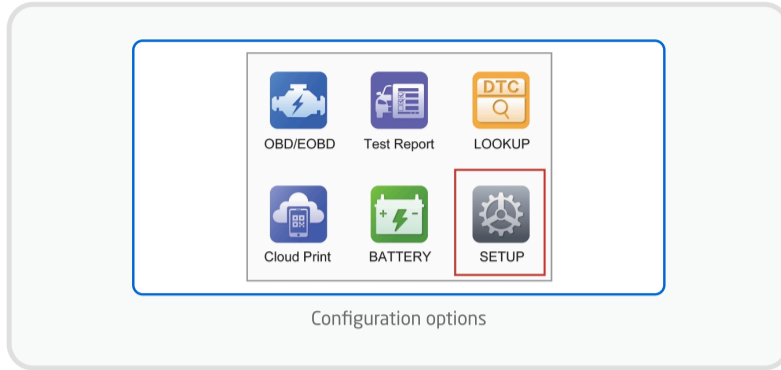 DTC
OBD/EOBD Test Report LOOKUP
Cloud Print BATTERY SETUP
Configuration options